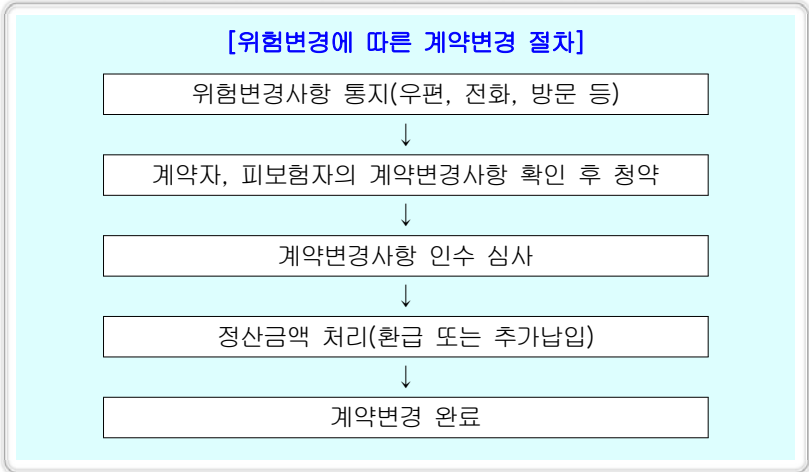 [위험변경에 따른 계약변경 절차]
위험변경사항 통지(우편, 전화, 방문 등)
↓
계약자, 피보험자의 계약변경사항 확인 후 청약
↓
계약변경사항 인수 심사
↓
정산금액 처리(환급 또는 추가납입)
↓
계약변경 완료